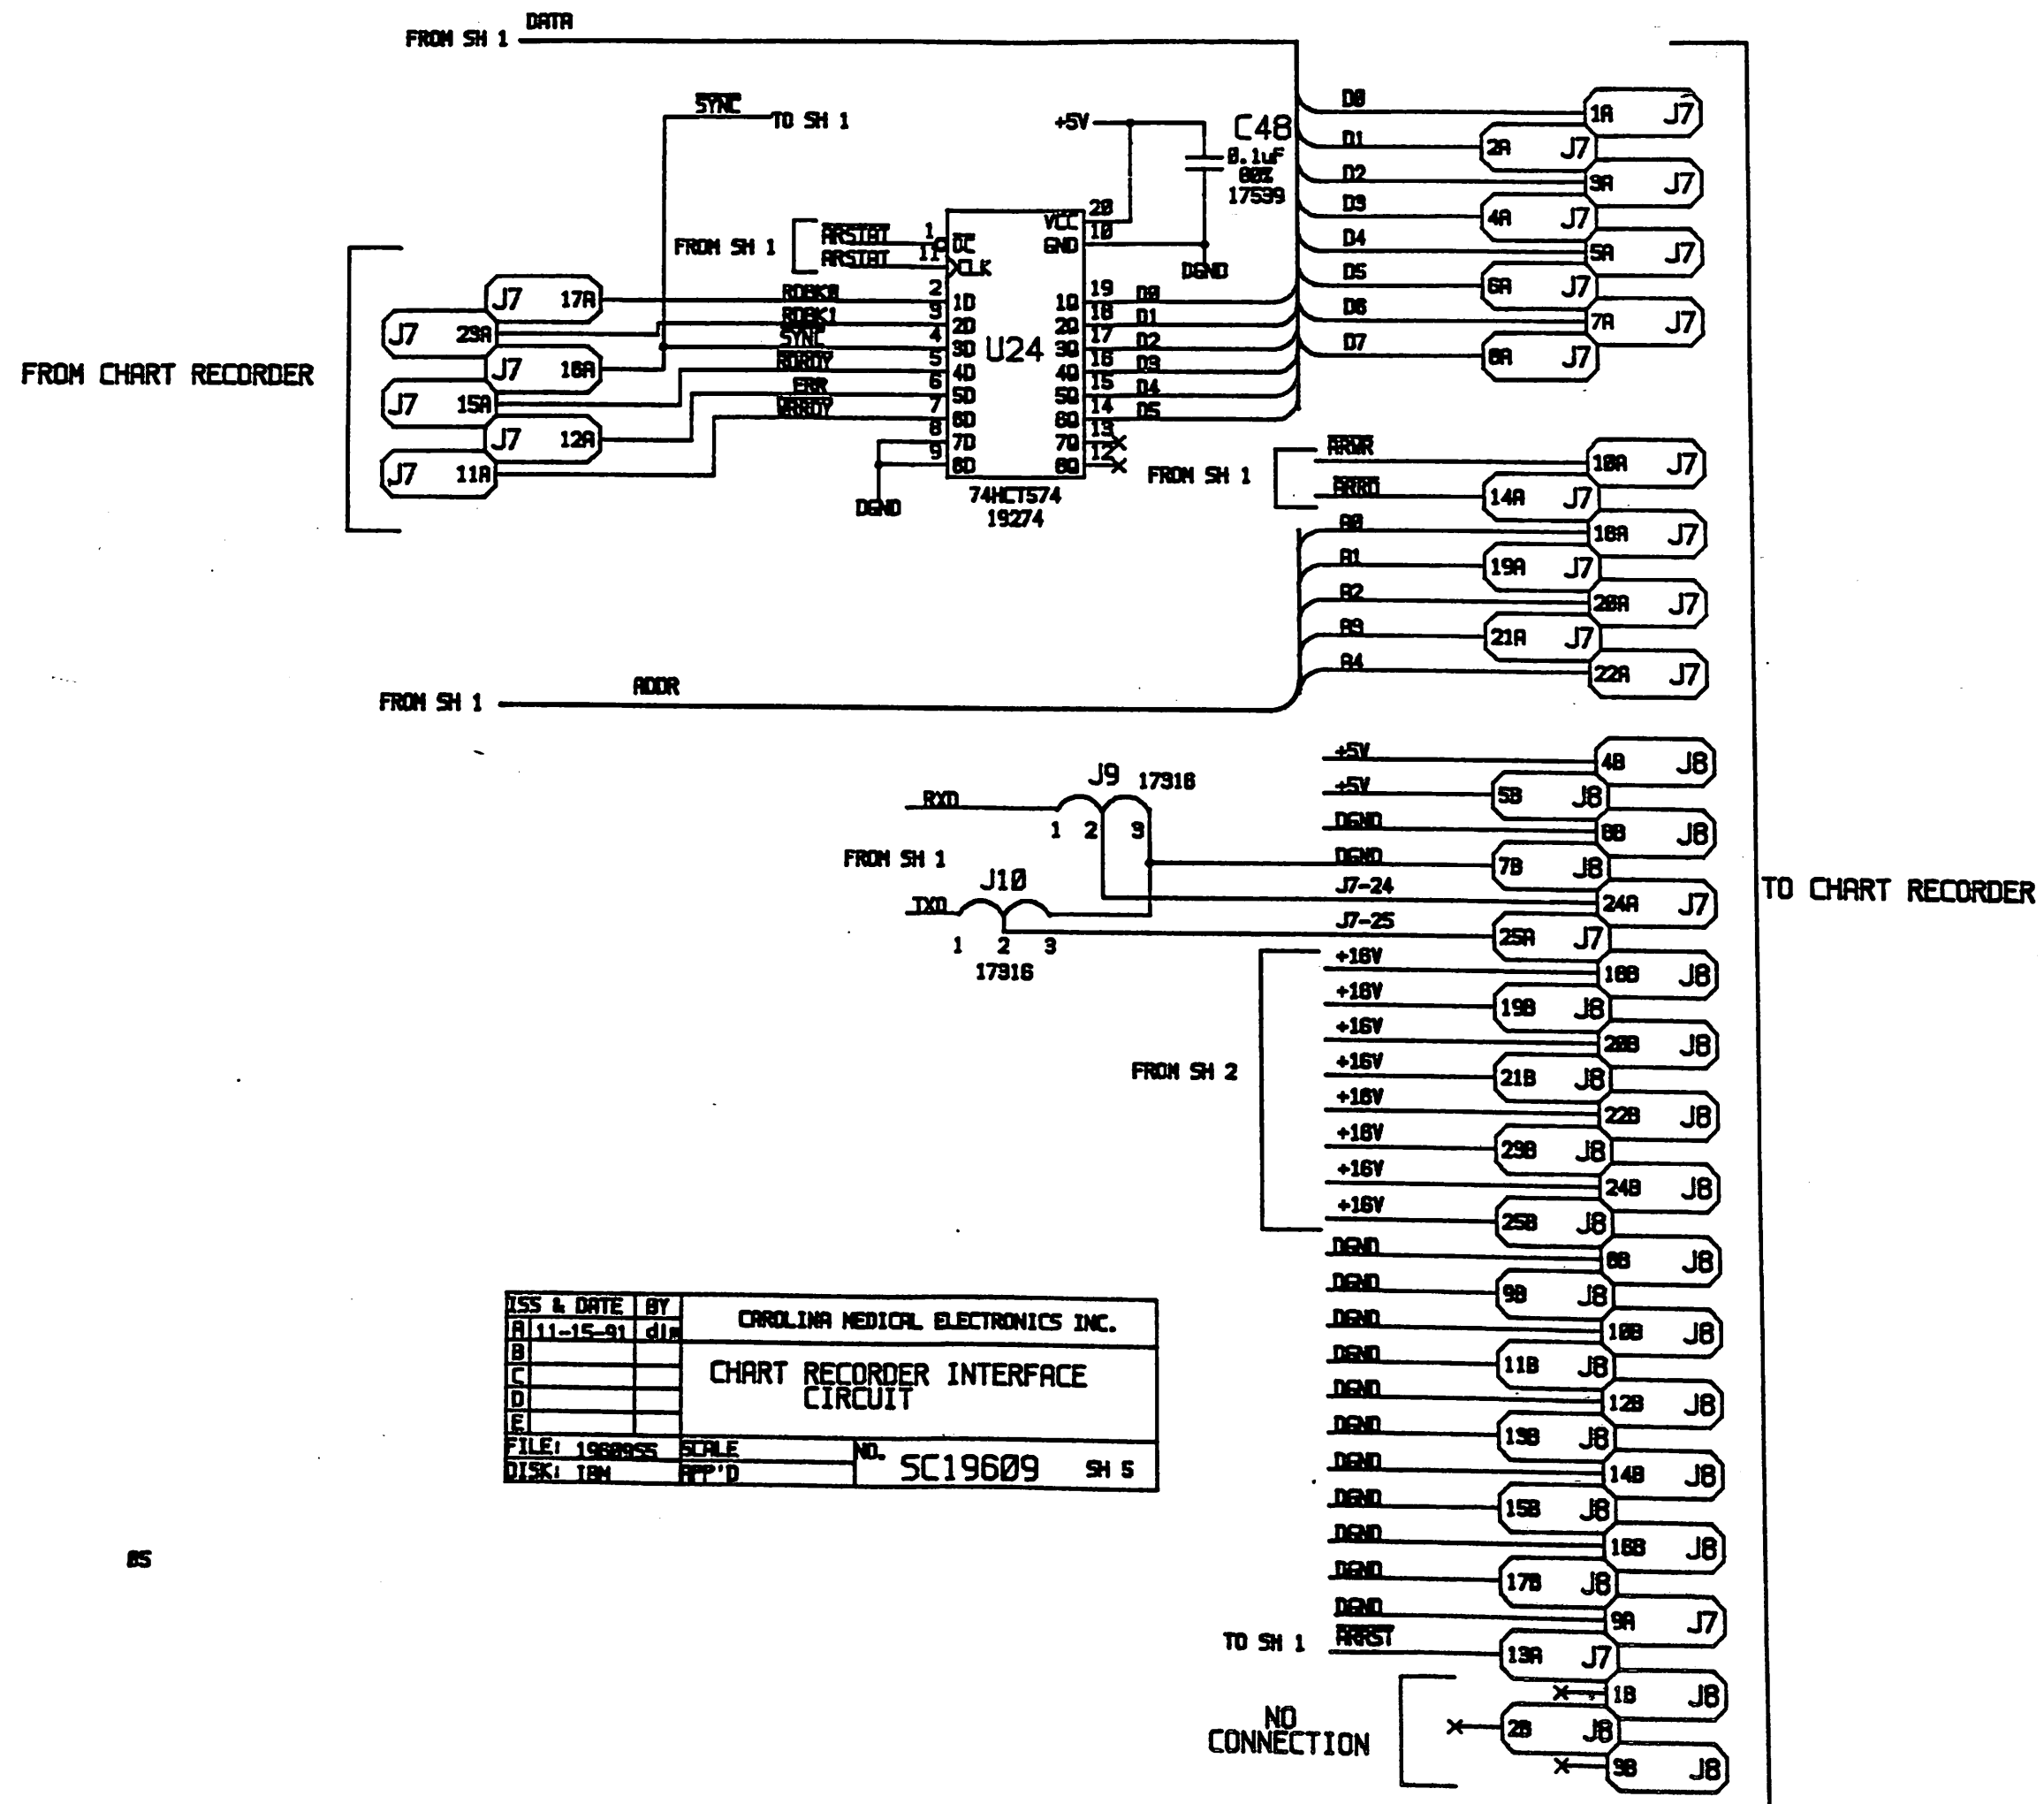 DATA
FROM SH 1
SYNC
TO SH 1
+5V
C48
0.1uF
80%
17539
DGND
FROM SH 1
ARSTAT
ARSTAT
1
11
OC
CLK
VCC
GND
20
10
FROM CHART RECORDER
J7 17A
J7 23A
J7 16A
J7 15A
J7 12A
J7 11A
RDBK0
RDBK1
SYNC
RDRDY
ERR
WRRDY
2
3
4
5
6
7
8
9
1D
2D
3D
4D
5D
6D
7D
8D
U24
1Q
2Q
3Q
4Q
5Q
6Q
7Q
8Q
19
18
17
16
15
14
13
12
D0
D1
D2
D3
D4
D5
DGND
74HCT574
19274
D0 1A J7
D1 2A J7
D2 3A J7
D3 4A J7
D4 5A J7
D5 6A J7
D6 7A J7
D7 8A J7
FROM SH 1
ARWR 10A J7
ARRD 14A J7
A0 18A J7
A1 19A J7
A2 20A J7
A3 21A J7
A4 22A J7
FROM SH 1
ADDR
TO CHART RECORDER
J9 17316
RXD
1 2 3
FROM SH 1
J10
TXD
1 2 3
17316
+5V 4B J8
+5V 5B J8
DGND 6B J8
DGND 7B J8
J7-24 24A J7
J7-25 25A J7
FROM SH 2
+16V 18B J8
+16V 19B J8
+16V 20B J8
+16V 21B J8
+16V 22B J8
+16V 23B J8
+16V 24B J8
+16V 25B J8
DGND 8B J8
DGND 9B J8
DGND 10B J8
DGND 11B J8
DGND 12B J8
DGND 13B J8
DGND 14B J8
DGND 15B J8
DGND 16B J8
DGND 17B J8
DGND 9A J7
TO SH 1
ARRST 13A J7
NO
CONNECTION
1B J8
2B J8
3B J8
ISS & DATE BY
A 11-15-91 dlm
B
C
D
E
CAROLINA MEDICAL ELECTRONICS INC.
CHART RECORDER INTERFACE
CIRCUIT
FILE: 19609S5 SCALE
DISK: IBM APP'D
NO. SC19609 SH 5
05